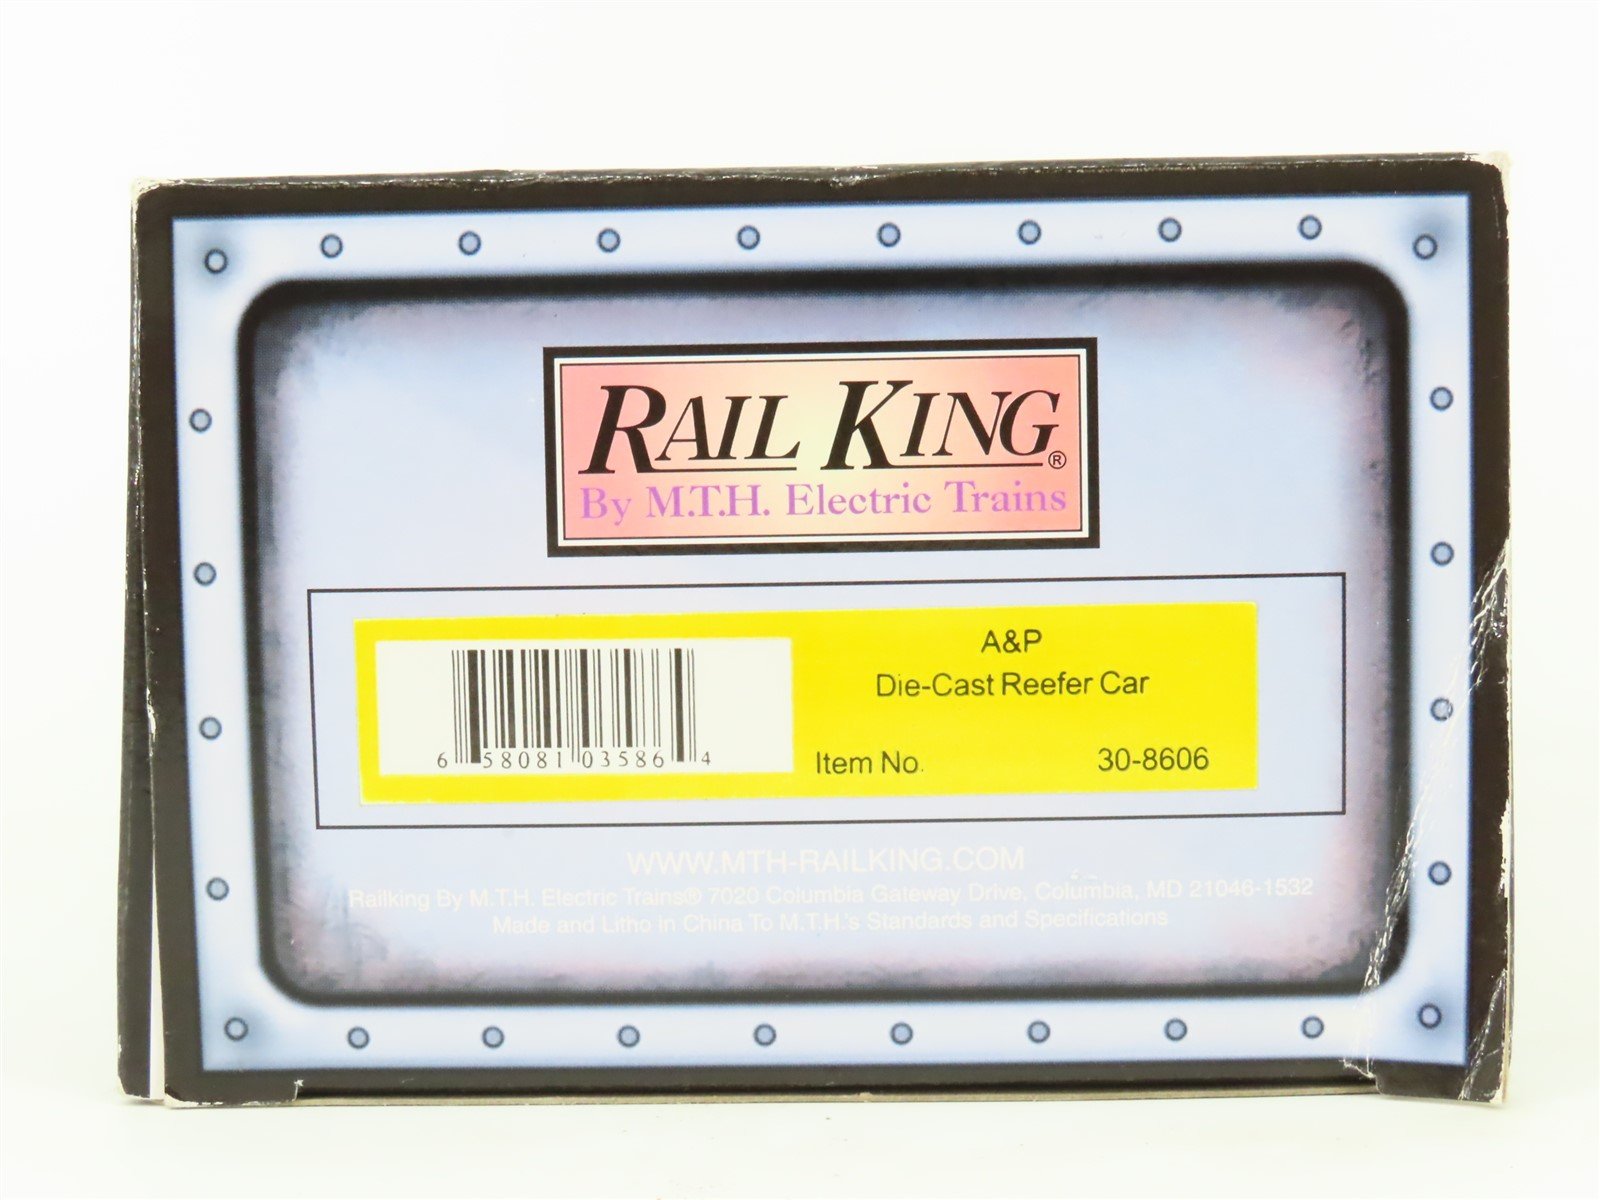 RAIL KING®
By M.T.H. Electric Trains
A&P
Die-Cast Reefer Car
Item No. 30-8606
6 58081 03586 4
WWW.MTH-RAILKING.COM
Railking By M.T.H. Electric Trains® 7020 Columbia Gateway Drive, Columbia, MD 21046-1532
Made and Litho in China To M.T.H.'s Standards and Specifications